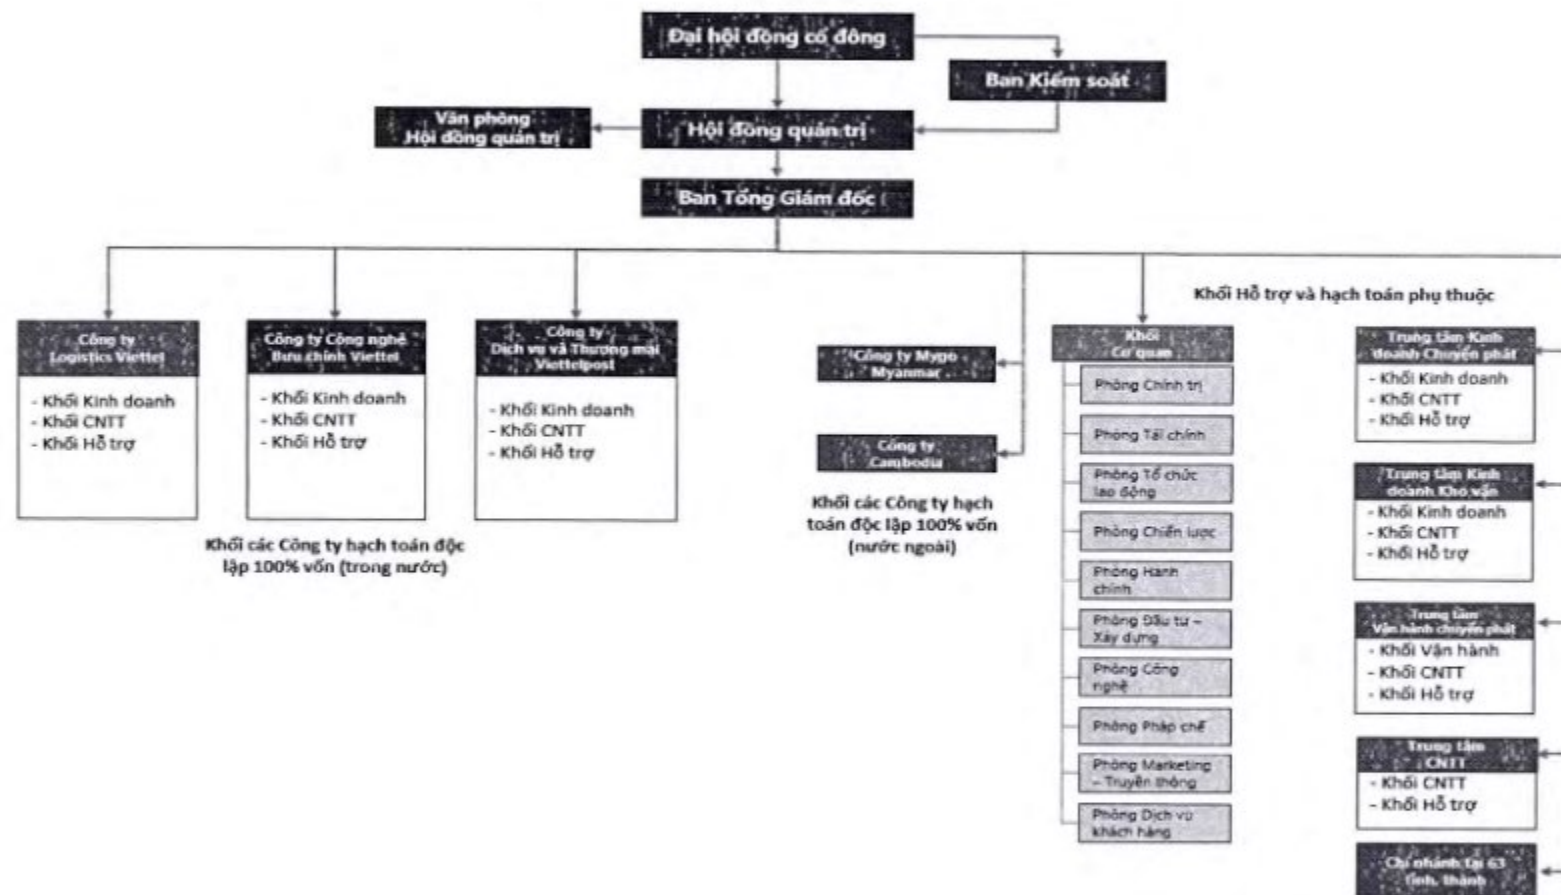 Đại hội đồng cổ đông
Ban Kiểm soát
Văn phòng
Hội đồng quản trị
Hội đồng quản trị
Ban Tổng Giám đốc
Khối Hỗ trợ và hạch toán phụ thuộc
Công ty
Logistics Viettel
- Khối Kinh doanh
- Khối CNTT
- Khối Hỗ trợ
Công ty Công nghệ
Bưu chính Viettel
- Khối Kinh doanh
- Khối CNTT
- Khối Hỗ trợ
Công ty
Dịch vụ và Thương mại
Viettelpost
- Khối Kinh doanh
- Khối CNTT
- Khối Hỗ trợ
Khối các Công ty hạch toán độc
lập 100% vốn (trong nước)
Công ty Mygo
Myanmar
Công ty
Cambodia
Khối các Công ty hạch
toán độc lập 100% vốn
(nước ngoài)
Khối
Cơ quan
Phòng Chính trị
Phòng Tài chính
Phòng Tổ chức
lao động
Phòng Chiến lược
Phòng Hành
chính
Phòng Đầu tư –
Xây dựng
Phòng Công
nghệ
Phòng Pháp chế
Phòng Marketing
– Truyền thông
Phòng Dịch vụ
khách hàng
Trung tâm Kinh
doanh Chuyển phát
- Khối Kinh doanh
- Khối CNTT
- Khối Hỗ trợ
Trung tâm Kinh
doanh Kho vận
- Khối Kinh doanh
- Khối CNTT
- Khối Hỗ trợ
Trung tâm
Vận hành chuyển phát
- Khối Vận hành
- Khối CNTT
- Khối Hỗ trợ
Trung tâm
CNTT
- Khối CNTT
- Khối Hỗ trợ
Chi nhánh tại 63
tỉnh, thành